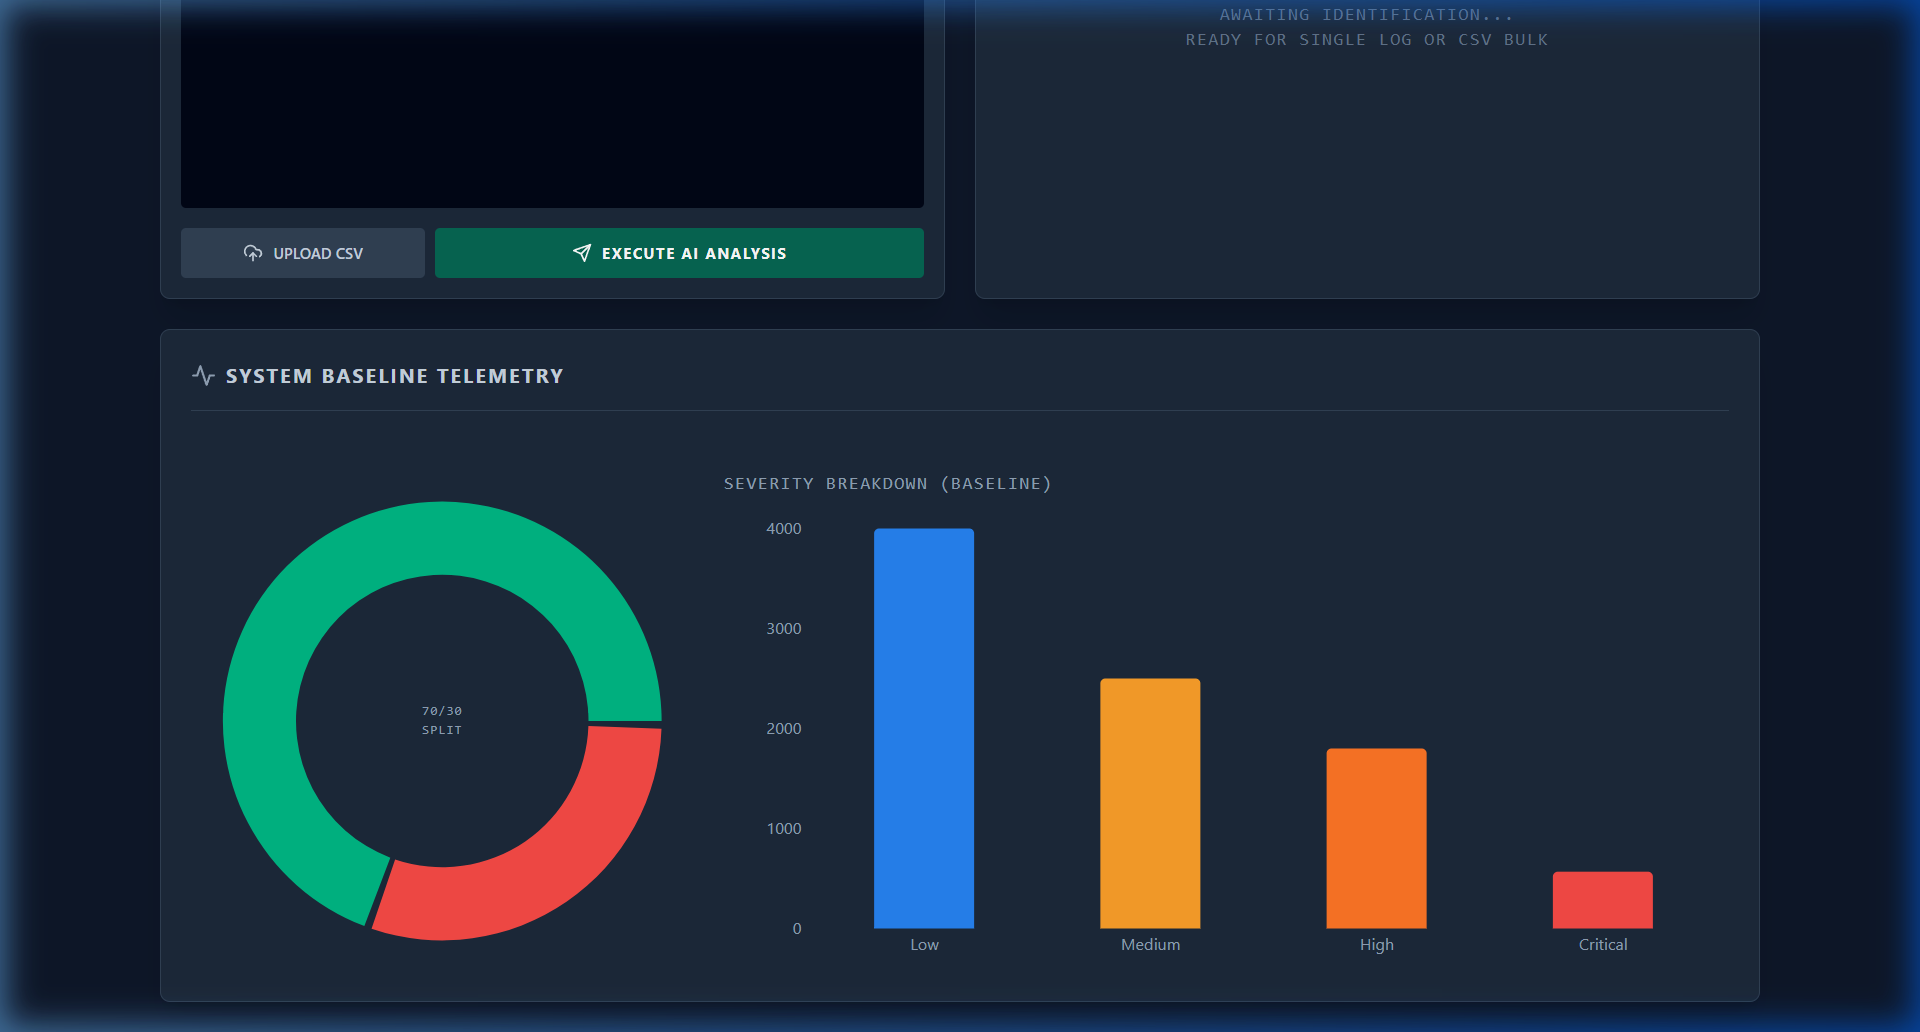 AWAITING IDENTIFICATION...
READY FOR SINGLE LOG OR CSV BULK
UPLOAD CSV
EXECUTE AI ANALYSIS
SYSTEM BASELINE TELEMETRY
70/30
SPLIT
SEVERITY BREAKDOWN (BASELINE)
4000
3000
2000
1000
0
Low
Medium
High
Critical